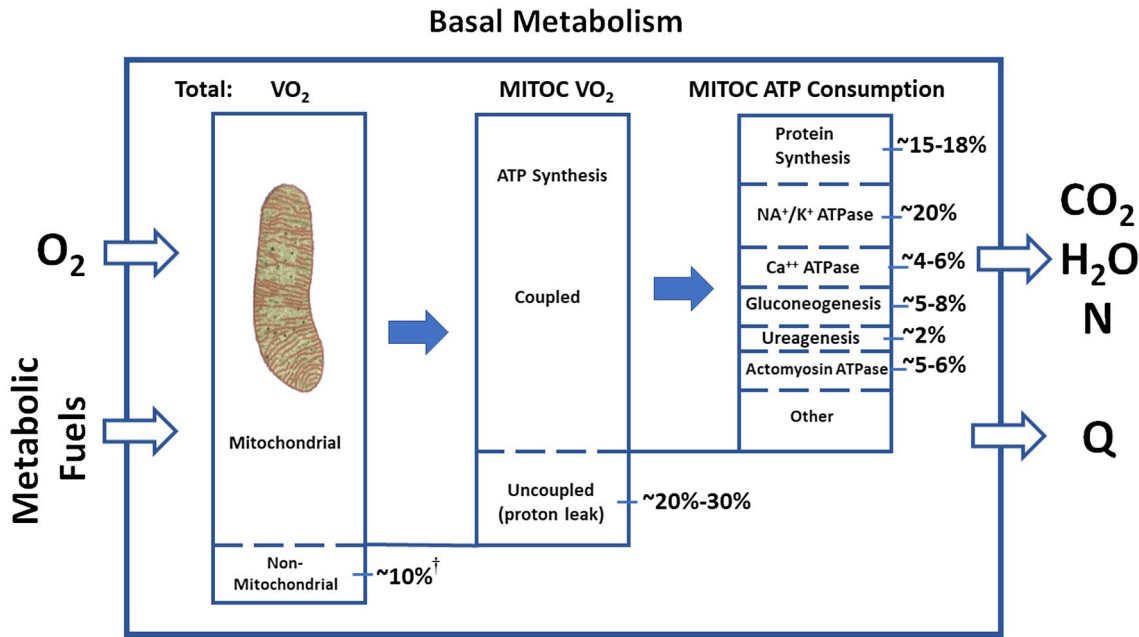 Basal Metabolism
Total: VO₂
MITOC VO₂
MITOC ATP Consumption
O₂
Metabolic
Fuels
Mitochondrial
Non-
Mitochondrial
~10%†
ATP Synthesis
Coupled
Uncoupled
(proton leak)
~20%-30%
Protein
Synthesis
~15-18%
NA⁺/K⁺ ATPase
~20%
Ca⁺⁺ ATPase
~4-6%
Gluconeogenesis
~5-8%
Ureagenesis
~2%
Actomyosin ATPase
~5-6%
Other
CO₂
H₂O
N
Q